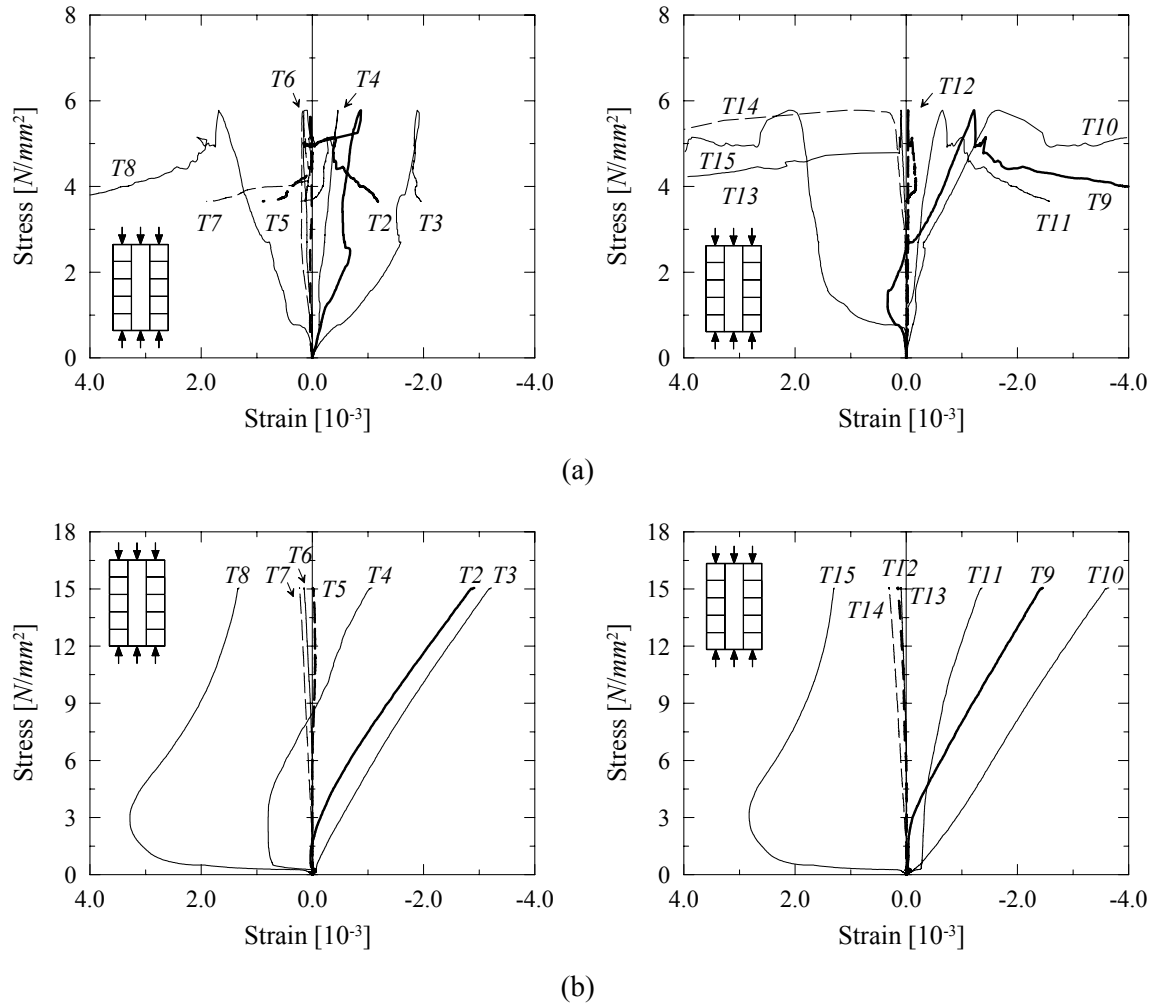 8
6
4
2
0
Stress [N/mm²]
T6
T4
T8
T7
T5
T2
T3
4.0 2.0 0.0 -2.0 -4.0
Strain [10⁻³]
8
6
4
2
0
Stress [N/mm²]
T14
T12
T10
T15
T13
T11
T9
4.0 2.0 0.0 -2.0 -4.0
Strain [10⁻³]
(a)
18
15
12
9
6
3
0
Stress [N/mm²]
T8
T7
T6
T5
T4
T2
T3
4.0 2.0 0.0 -2.0 -4.0
Strain [10⁻³]
18
15
12
9
6
3
0
Stress [N/mm²]
T15
T12
T11
T9
T10
T14
T13
4.0 2.0 0.0 -2.0 -4.0
Strain [10⁻³]
(b)